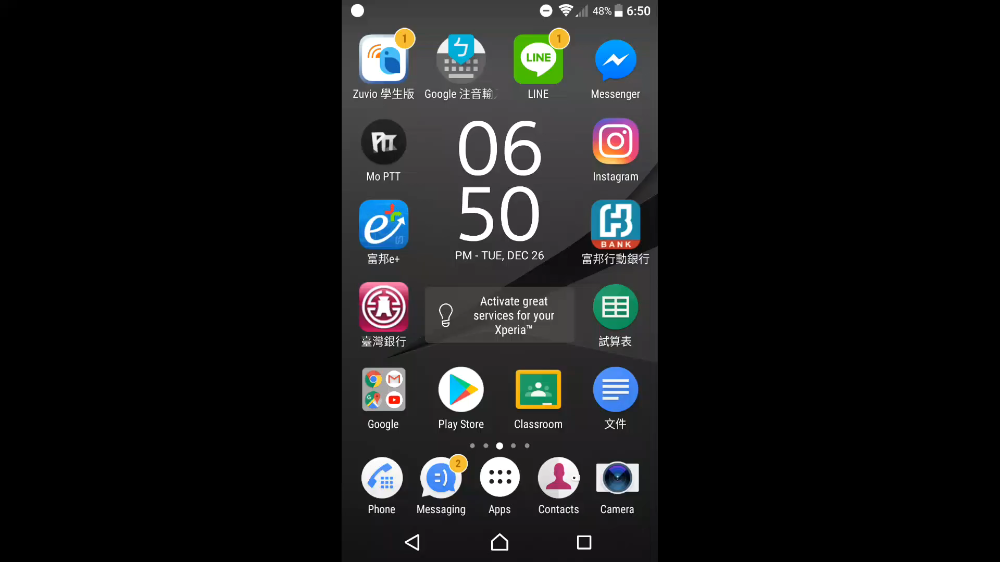 48% 6:50
1
1
ㄅ
LINE
Zuvio 學生版
Google 注音輸
LINE
Messenger
PTT
06
50
PM - TUE, DEC 26
Mo PTT
Instagram
e
BANK
富邦e+
富邦行動銀行
Activate great
services for your
Xperia™
臺灣銀行
試算表
G
Google
Play Store
Classroom
文件
2
Phone
Messaging
Apps
Contacts
Camera